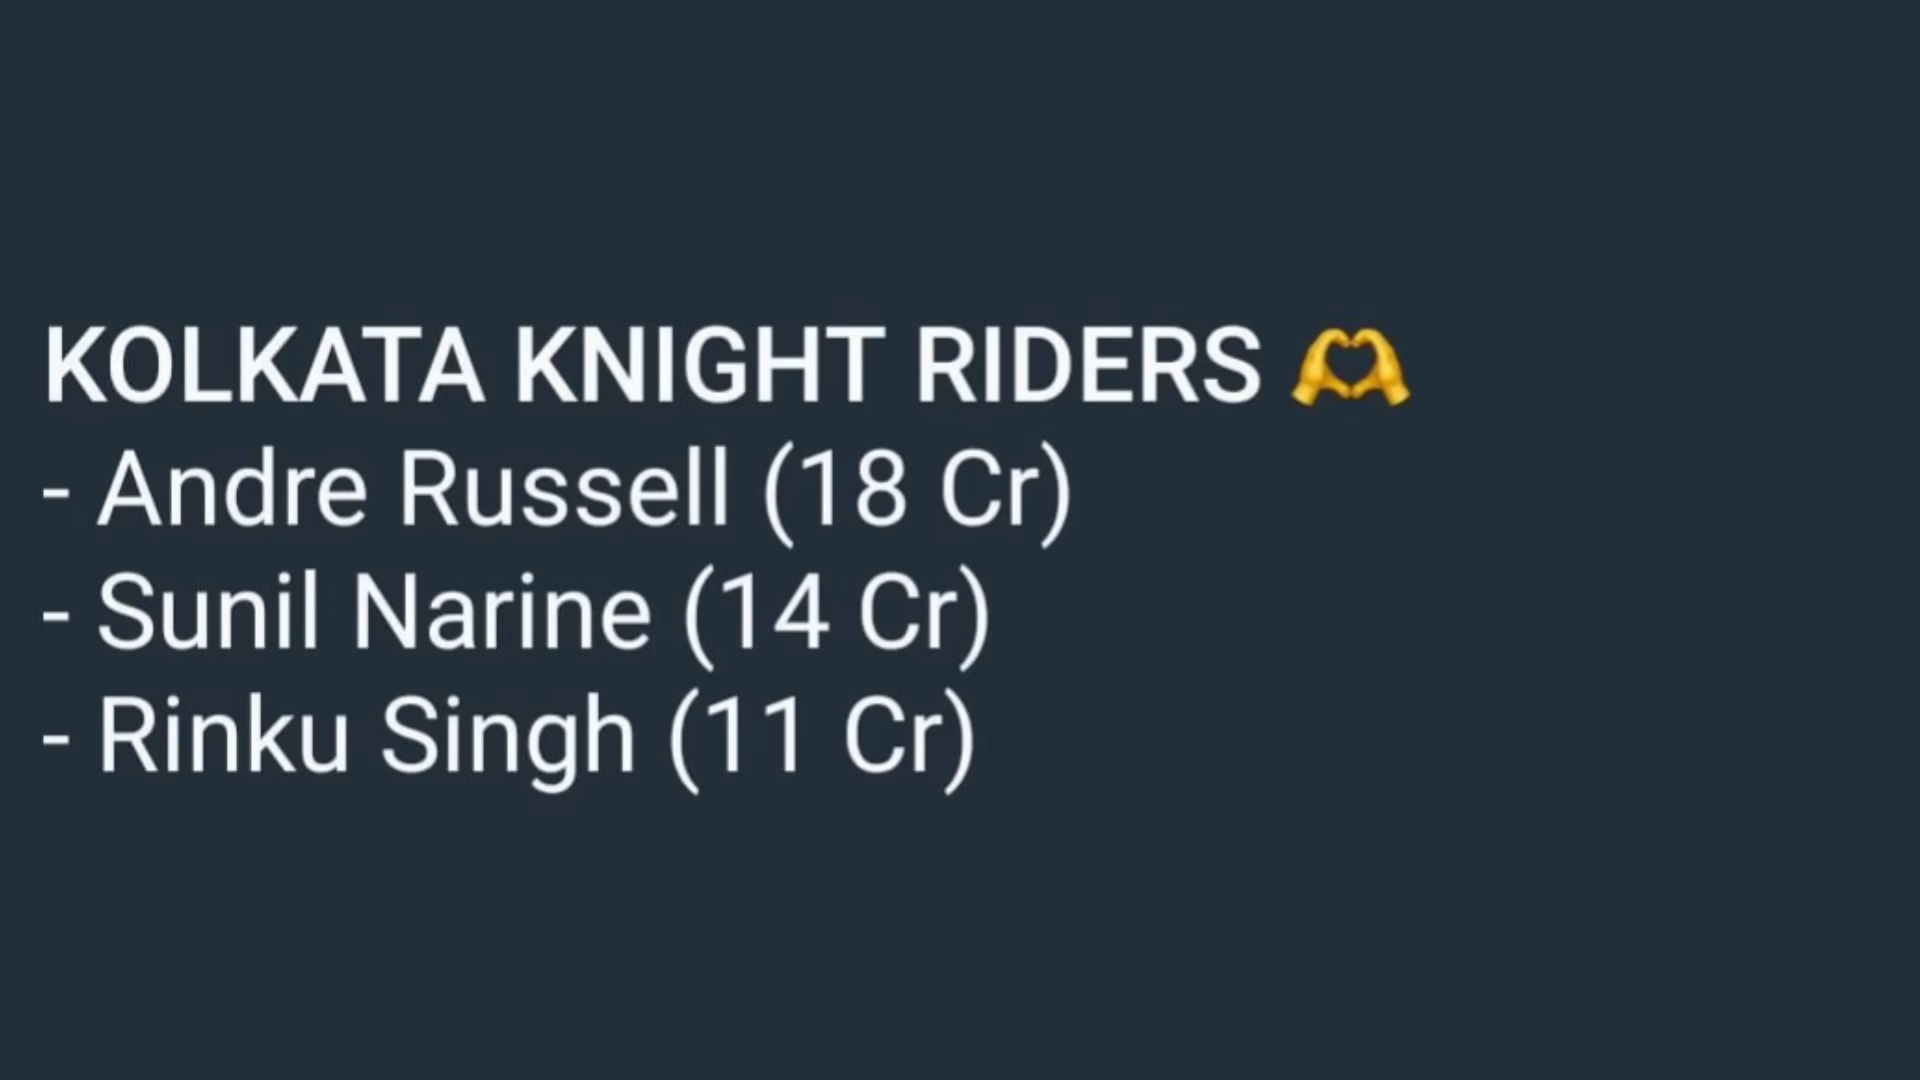 KOLKATA KNIGHT RIDERS 🫶
- Andre Russell (18 Cr)
- Sunil Narine (14 Cr)
- Rinku Singh (11 Cr)